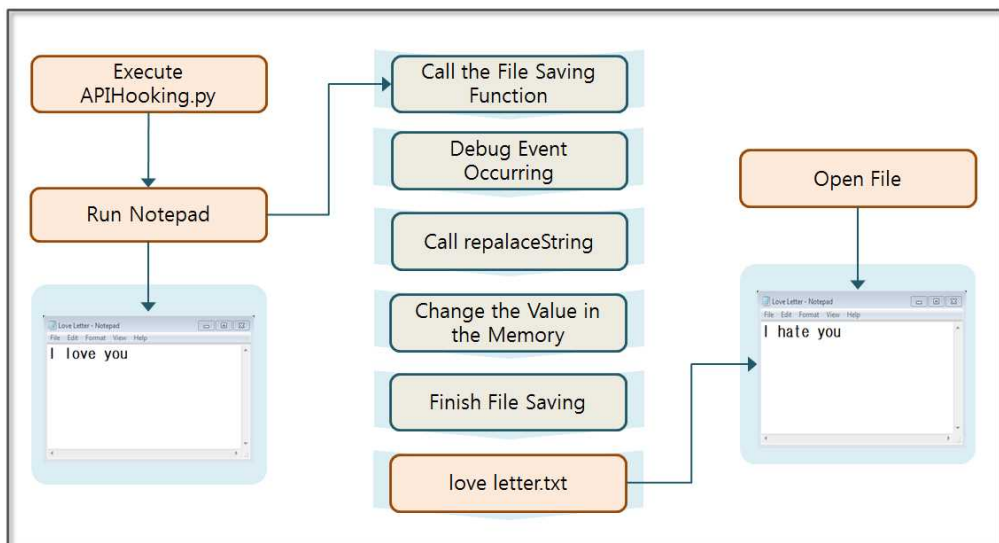 Execute
APIHooking.py
Run Notepad
Love Letter - Notepad
File Edit Format View Help
I love you
Call the File Saving
Function
Debug Event
Occurring
Call repalaceString
Change the Value in
the Memory
Finish File Saving
love letter.txt
Open File
Love Letter - Notepad
File Edit Format View Help
I hate you